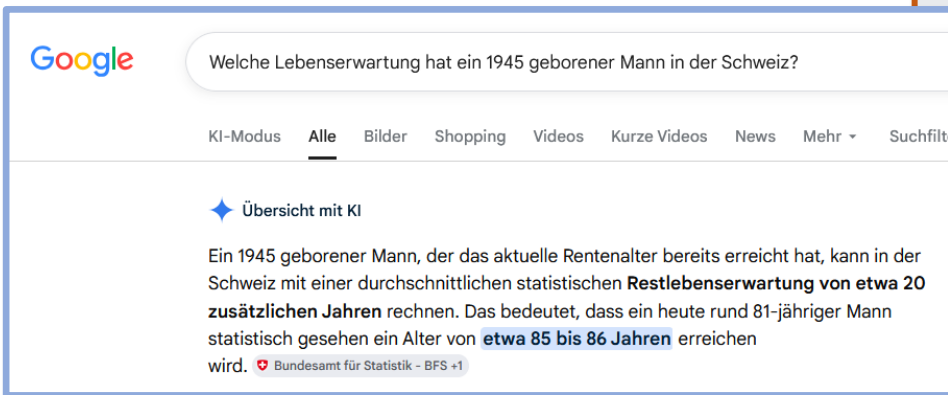 Google
Welche Lebenserwartung hat ein 1945 geborener Mann in der Schweiz?
KI-Modus Alle Bilder Shopping Videos Kurze Videos News Mehr Suchfilt
Übersicht mit KI
Ein 1945 geborener Mann, der das aktuelle Rentenalter bereits erreicht hat, kann in der
Schweiz mit einer durchschnittlichen statistischen Restlebenserwartung von etwa 20
zusätzlichen Jahren rechnen. Das bedeutet, dass ein heute rund 81-jähriger Mann
statistisch gesehen ein Alter von etwa 85 bis 86 Jahren erreichen
wird. Bundesamt für Statistik - BFS +1